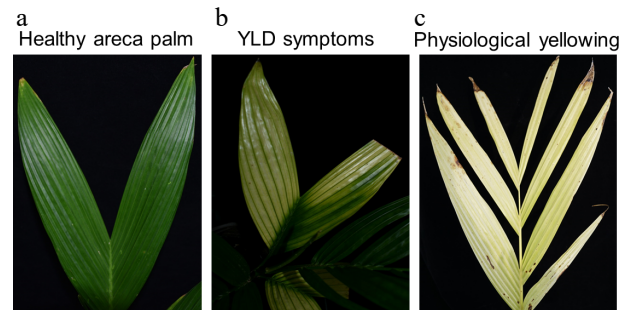 a
Healthy areca palm
b
YLD symptoms
c
Physiological yellowing